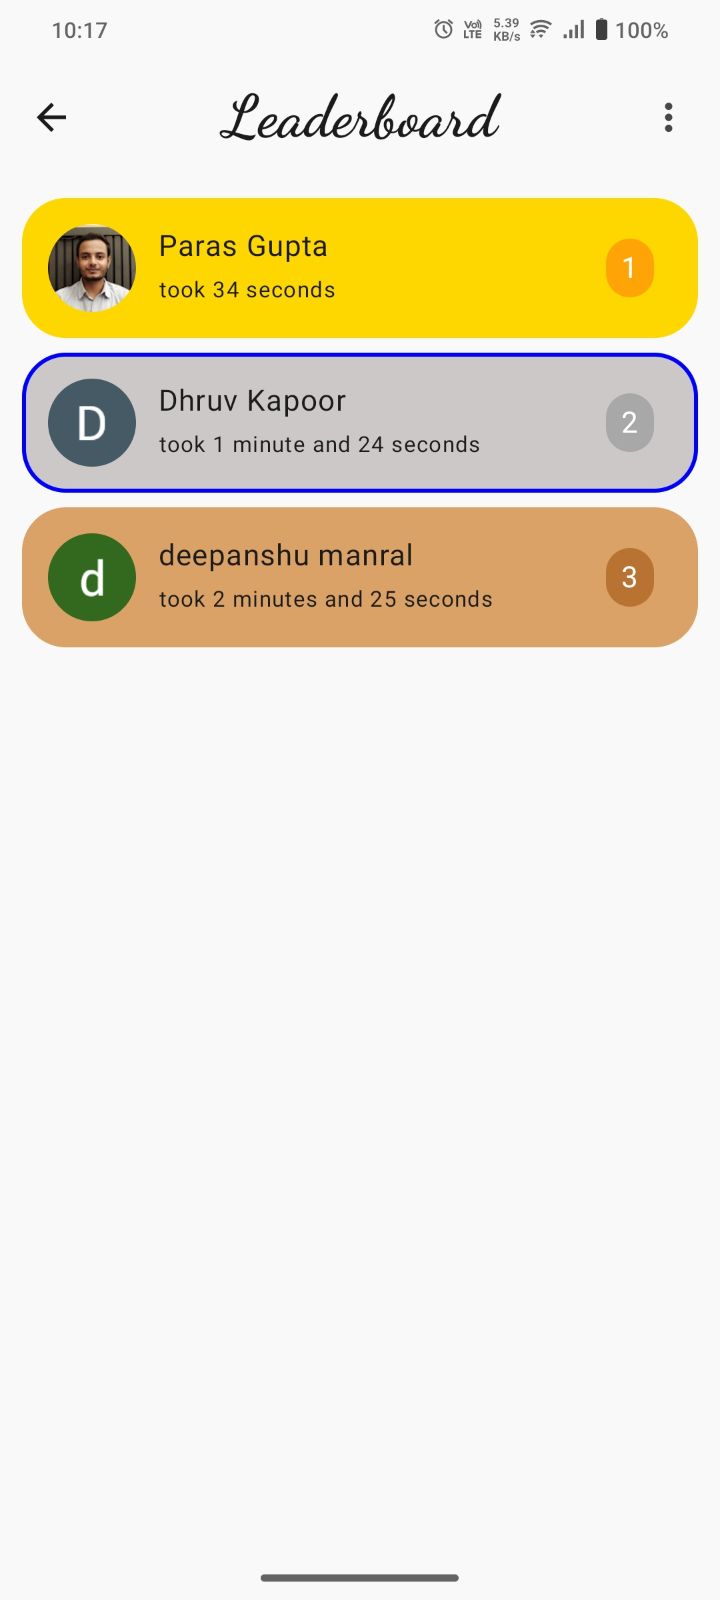 10:17 Vo) LTE 5.39 KB/s 100%
Leaderboard
Paras Gupta
took 34 seconds
1
Dhruv Kapoor
D
took 1 minute and 24 seconds
2
deepanshu manral
d
took 2 minutes and 25 seconds
3